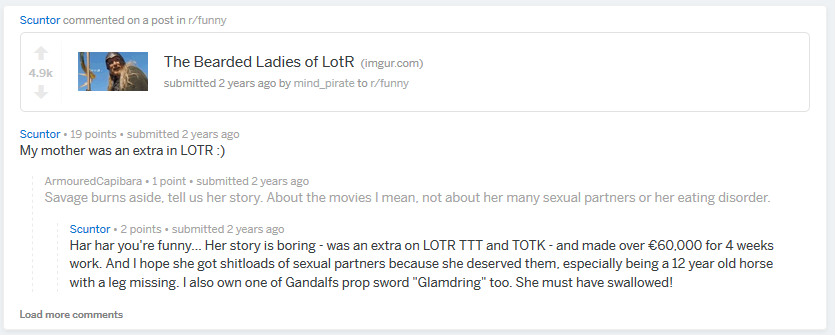 Scuntor commented on a post in r/funny
4.9k
The Bearded Ladies of LotR (imgur.com)
submitted 2 years ago by mind_pirate to r/funny
Scuntor • 19 points • submitted 2 years ago
My mother was an extra in LOTR :)
ArmouredCapibara • 1 point • submitted 2 years ago
Savage burns aside, tell us her story. About the movies I mean, not about her many sexual partners or her eating disorder.
Scuntor • 2 points • submitted 2 years ago
Har har you're funny... Her story is boring - was an extra on LOTR TTT and TOTK - and made over €60,000 for 4 weeks
work. And I hope she got shitloads of sexual partners because she deserved them, especially being a 12 year old horse
with a leg missing. I also own one of Gandalfs prop sword "Glamdring" too. She must have swallowed!
Load more comments